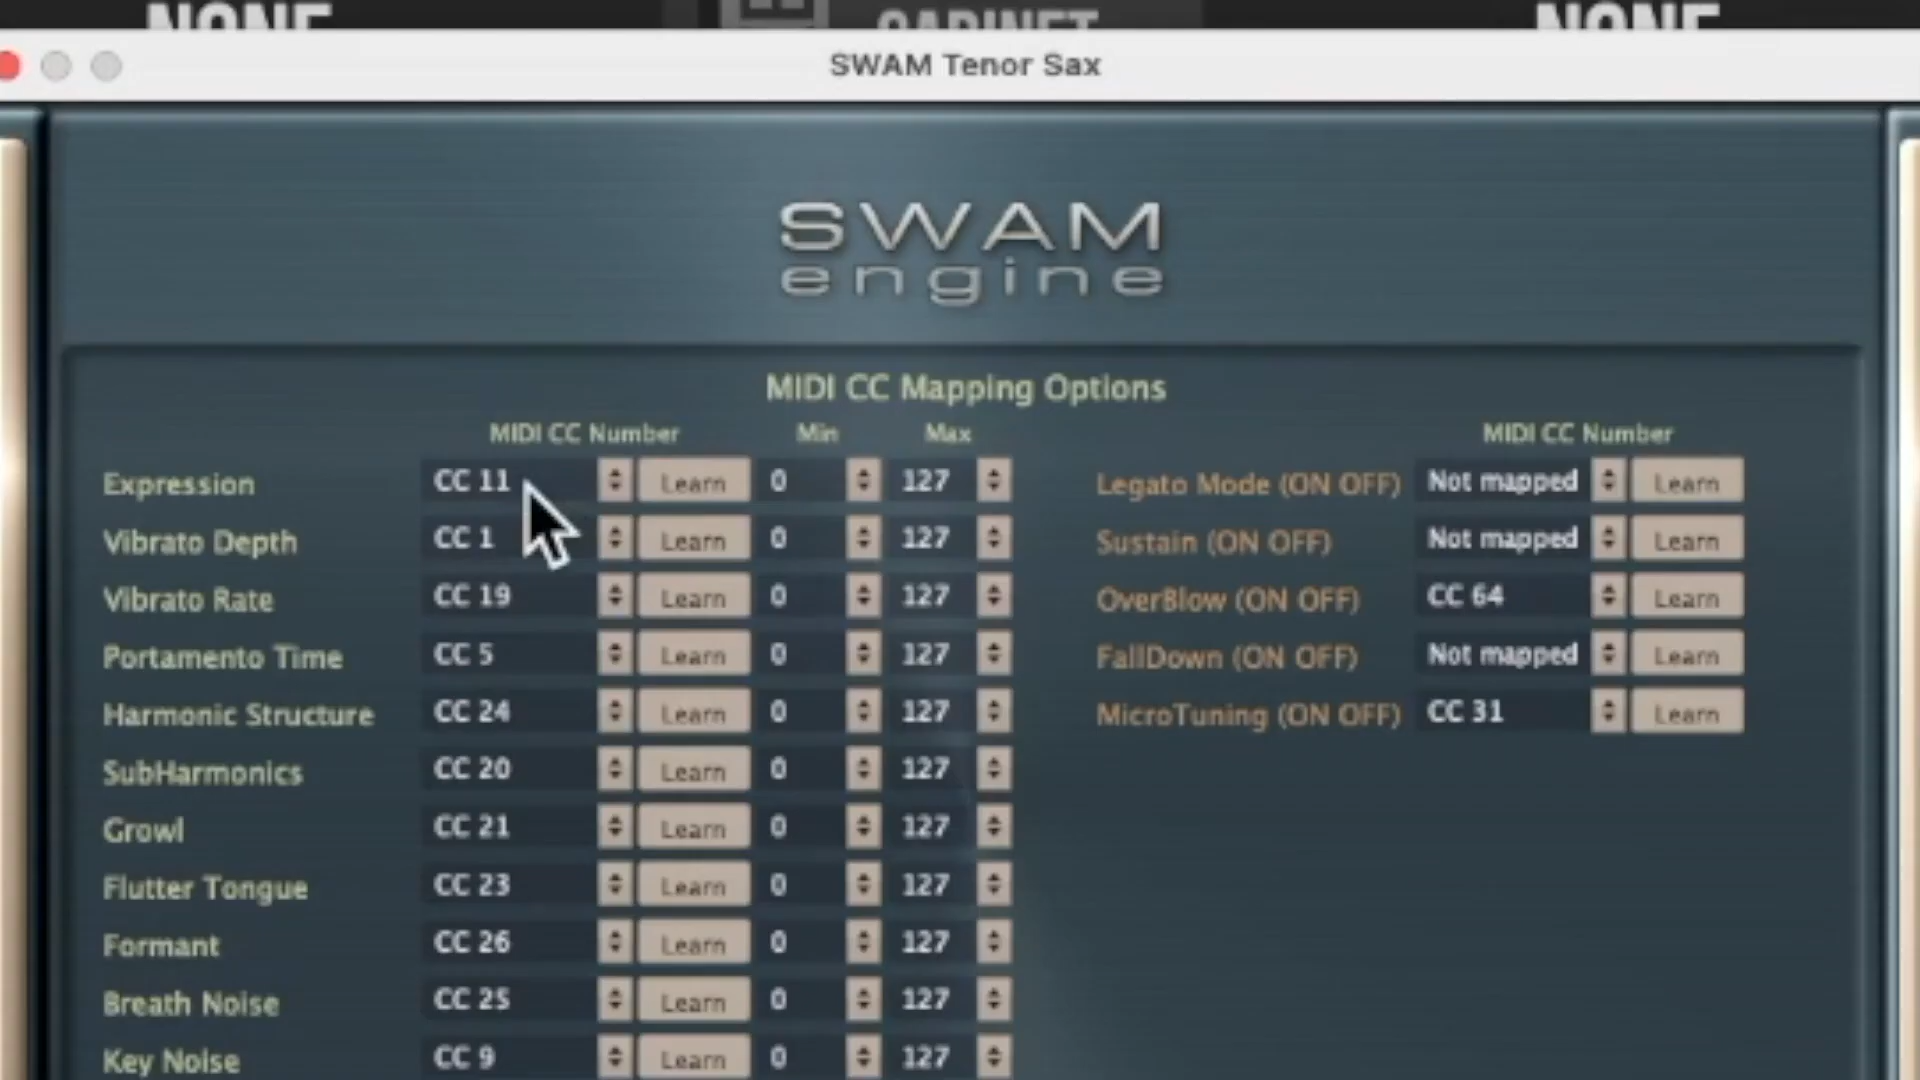 NONE CABINET NONE
SWAM Tenor Sax
SWAM
engine
MIDI CC Mapping Options
MIDI CC Number Min Max MIDI CC Number
Expression CC 11 Learn 0 127 Legato Mode (ON OFF) Not mapped Learn
Vibrato Depth CC 1 Learn 0 127 Sustain (ON OFF) Not mapped Learn
Vibrato Rate CC 19 Learn 0 127 OverBlow (ON OFF) CC 64 Learn
Portamento Time CC 5 Learn 0 127 FallDown (ON OFF) Not mapped Learn
Harmonic Structure CC 24 Learn 0 127 MicroTuning (ON OFF) CC 31 Learn
SubHarmonics CC 20 Learn 0 127
Growl CC 21 Learn 0 127
Flutter Tongue CC 23 Learn 0 127
Formant CC 26 Learn 0 127
Breath Noise CC 25 Learn 0 127
Key Noise CC 9 Learn 0 127